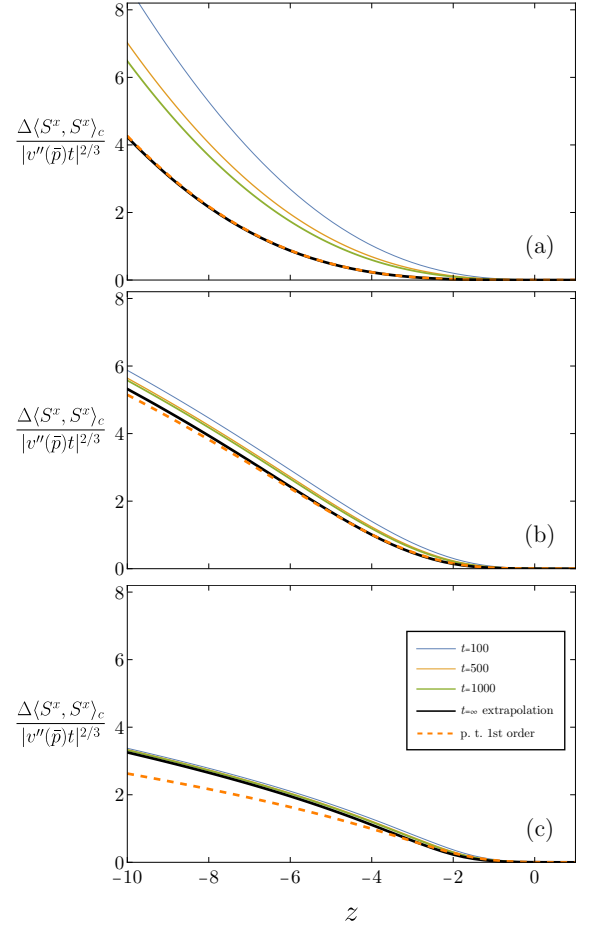 8
6
4
2
0
Δ⟨S^x, S^x⟩_c
|v''(p̄)t|^{2/3}
(a)
8
6
4
2
0
Δ⟨S^x, S^x⟩_c
|v''(p̄)t|^{2/3}
(b)
8
6
4
2
0
Δ⟨S^x, S^x⟩_c
|v''(p̄)t|^{2/3}
t=100
t=500
t=1000
t=∞ extrapolation
p. t. 1st order
(c)
-10 -8 -6 -4 -2 0
z